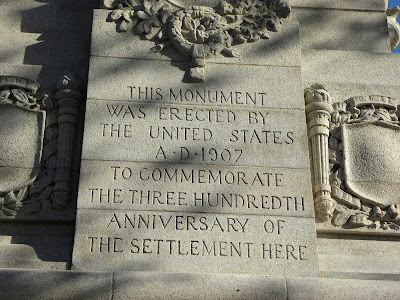 THIS MONUMENT
WAS ERECTED BY
THE UNITED STATES
A·D·1907
TO COMMEMORATE
THE THREE HUNDREDTH
ANNIVERSARY OF
THE SETTLEMENT HERE